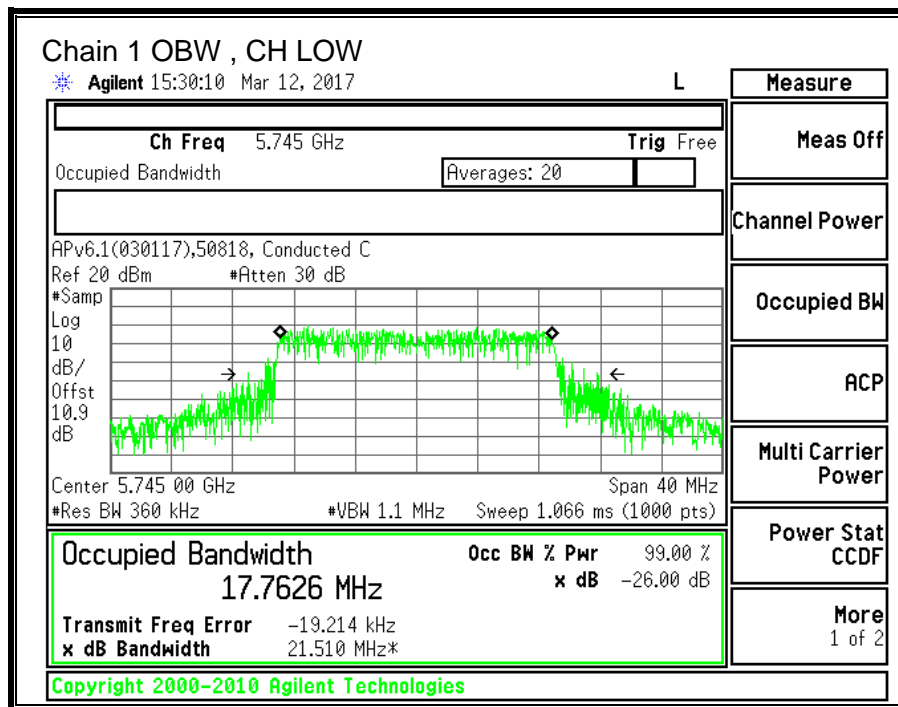 Chain 1 OBW , CH LOW
Agilent 15:30:10 Mar 12, 2017 L
Measure
Ch Freq 5.745 GHz Trig Free
Meas Off
Occupied Bandwidth Averages: 20
Channel Power
APv6.1(030117),50818, Conducted C
Ref 20 dBm #Atten 30 dB
#Samp
Log
10
dB/
Offst
10.9
dB
Occupied BW
ACP
Multi Carrier
Power
Center 5.745 00 GHz Span 40 MHz
#Res BW 360 kHz #VBW 1.1 MHz Sweep 1.066 ms (1000 pts)
Power Stat
CCDF
Occupied Bandwidth Occ BW % Pwr 99.00 %
17.7626 MHz x dB -26.00 dB
Transmit Freq Error -19.214 kHz
x dB Bandwidth 21.510 MHz*
More
1 of 2
Copyright 2000-2010 Agilent Technologies